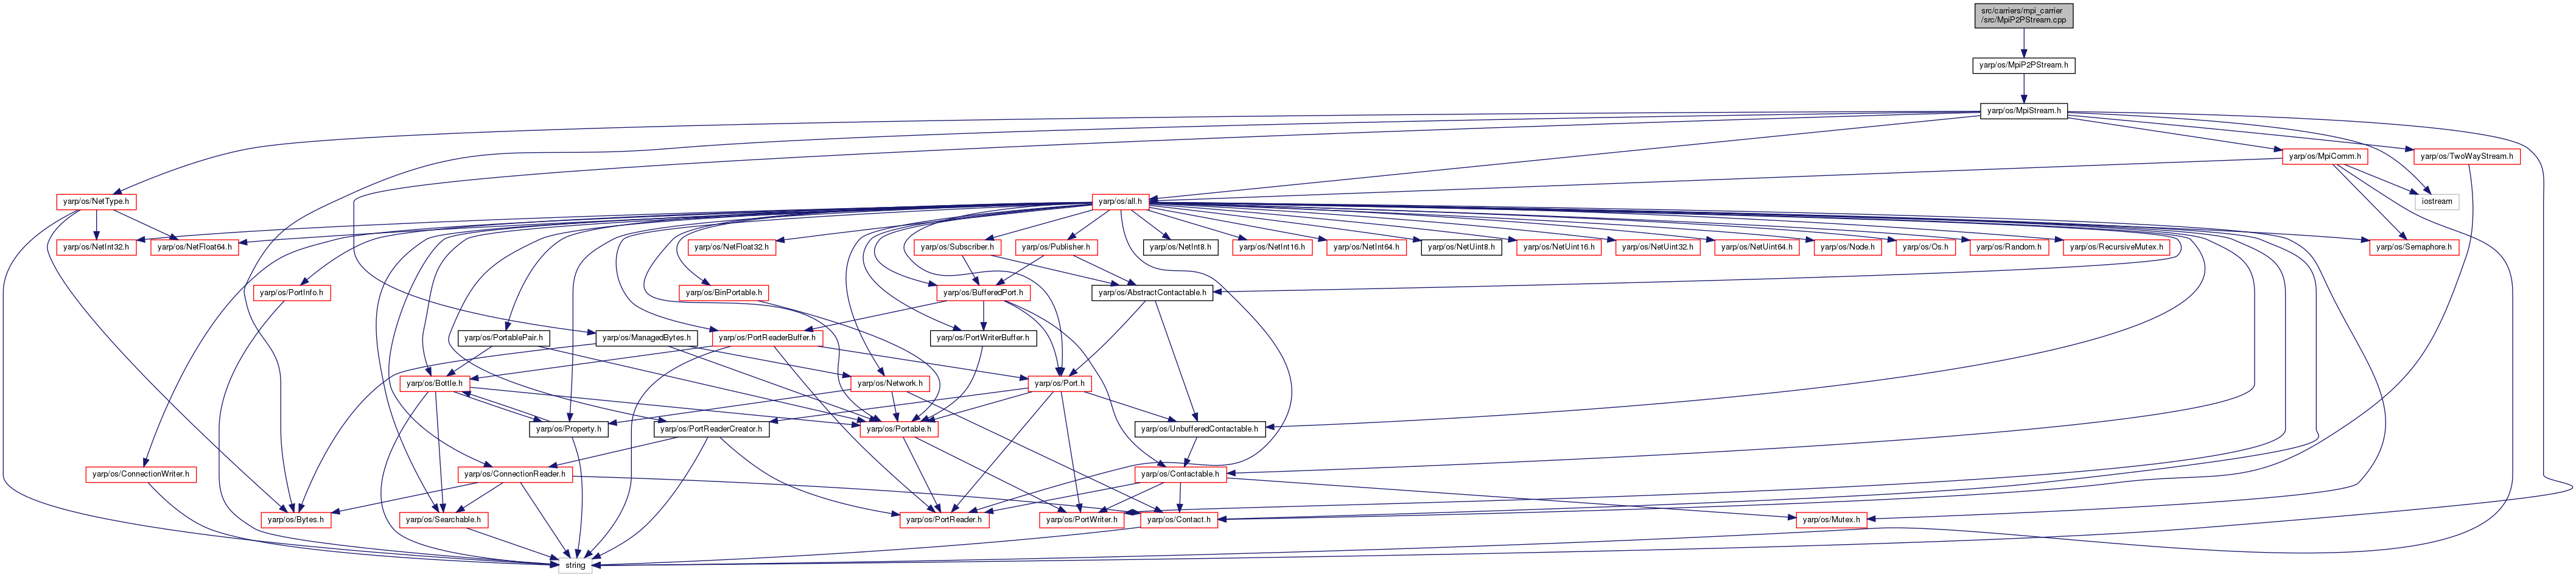 src/carriers/mpi_carrier
/src/MpiP2PStream.cpp
yarp/os/MpiP2PStream.h
yarp/os/MpiStream.h
yarp/os/MpiComm.h
yarp/os/TwoWayStream.h
yarp/os/NetType.h
yarp/os/all.h
iostream
yarp/os/NetInt32.h
yarp/os/NetFloat64.h
yarp/os/NetFloat32.h
yarp/os/Subscriber.h
yarp/os/Publisher.h
yarp/os/NetInt8.h
yarp/os/NetInt16.h
yarp/os/NetInt64.h
yarp/os/NetUint8.h
yarp/os/NetUint16.h
yarp/os/NetUint32.h
yarp/os/NetUint64.h
yarp/os/Node.h
yarp/os/Os.h
yarp/os/Random.h
yarp/os/RecursiveMutex.h
yarp/os/Semaphore.h
yarp/os/PortInfo.h
yarp/os/BinPortable.h
yarp/os/BufferedPort.h
yarp/os/AbstractContactable.h
yarp/os/PortablePair.h
yarp/os/ManagedBytes.h
yarp/os/PortReaderBuffer.h
yarp/os/PortWriterBuffer.h
yarp/os/Bottle.h
yarp/os/Network.h
yarp/os/Port.h
yarp/os/Property.h
yarp/os/PortReaderCreator.h
yarp/os/Portable.h
yarp/os/UnbufferedContactable.h
yarp/os/ConnectionWriter.h
yarp/os/ConnectionReader.h
yarp/os/Contactable.h
yarp/os/Bytes.h
yarp/os/Searchable.h
yarp/os/PortReader.h
yarp/os/PortWriter.h
yarp/os/Contact.h
yarp/os/Mutex.h
string